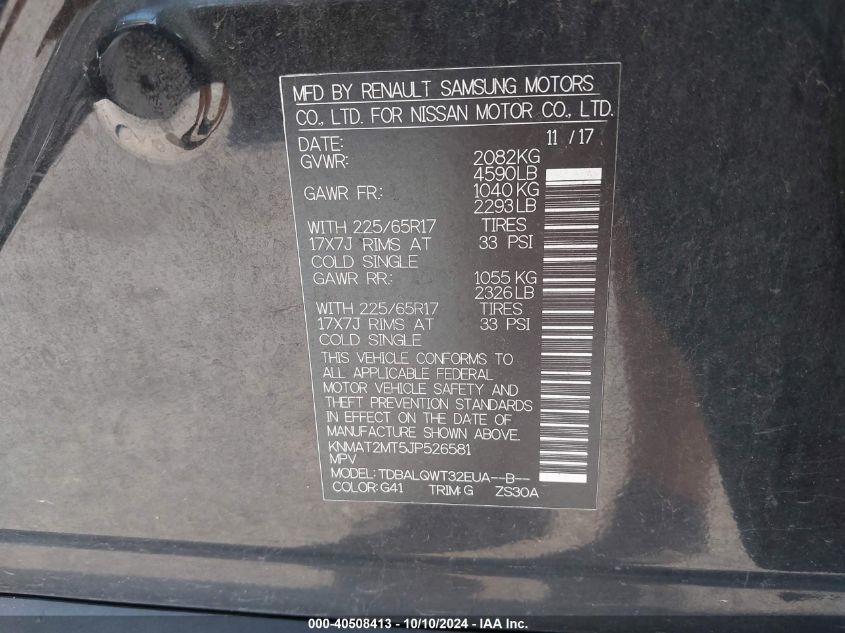 MFD BY RENAULT SAMSUNG MOTORS
CO., LTD. FOR NISSAN MOTOR CO., LTD.
DATE: 11 /17
GVWR: 2082KG
4590LB
GAWR FR.: 1040KG
2293LB
WITH 225/65R17 TIRES
17X7J RIMS AT 33 PSI
COLD SINGLE
GAWR RR.: 1055KG
2326LB
WITH 225/65R17 TIRES
17X7J RIMS AT 33 PSI
COLD SINGLE
THIS VEHICLE CONFORMS TO
ALL APPLICABLE FEDERAL
MOTOR VEHICLE SAFETY AND
THEFT PREVENTION STANDARDS
IN EFFECT ON THE DATE OF
MANUFACTURE SHOWN ABOVE.
KNMAT2MT5JP526581
MPV
MODEL: TDBALQWT32EUA--B--
COLOR: G41 TRIM: G ZS30A
000-40508413 - 10/10/2024 - IAA Inc.